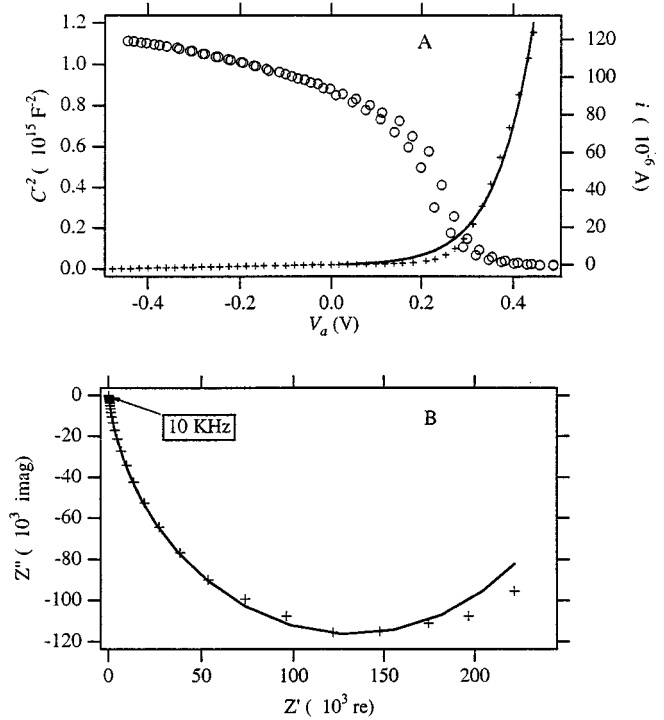 A
1.2
1.0
0.8
0.6
0.4
0.2
0.0
C⁻² ( 10¹⁵ F⁻²)
120
100
80
60
40
20
0
i ( 10⁻⁶ A)
-0.4 -0.2 0.0 0.2 0.4
Vₐ (V)
B
10 KHz
0
-20
-40
-60
-80
-100
-120
Z'' ( 10³ imag)
0 50 100 150 200
Z' ( 10³ re)